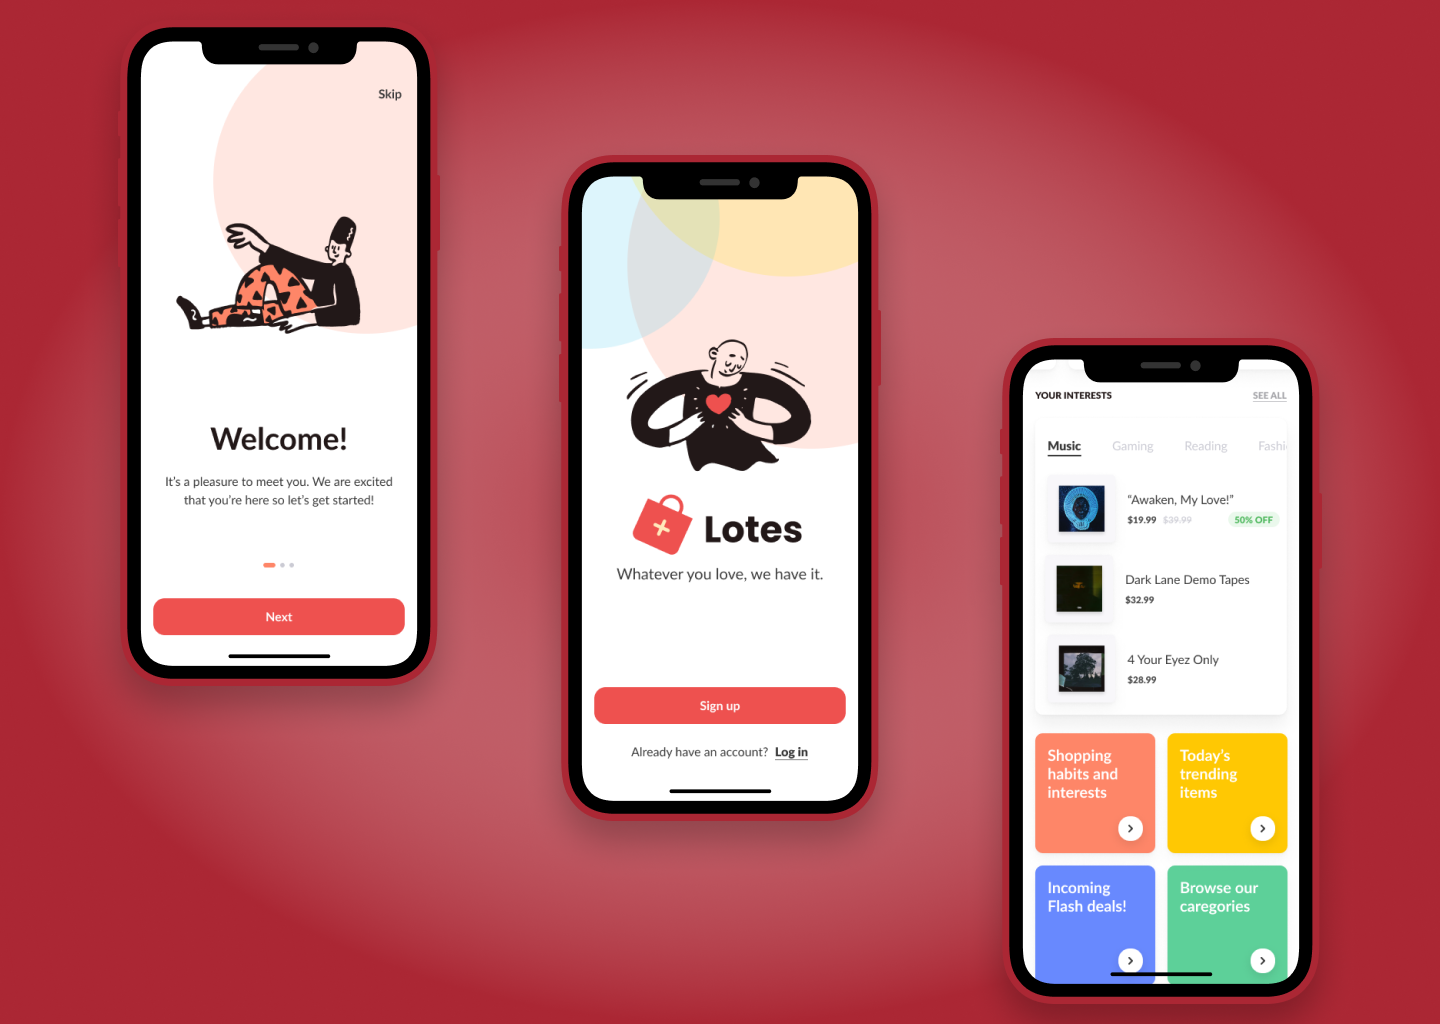 Skip
Welcome!
It's a pleasure to meet you. We are excited
that you're here so let's get started!
Next
Lotes
Whatever you love, we have it.
Sign up
Already have an account? Log in
YOUR INTERESTS SEE ALL
Music Gaming Reading Fashi
“Awaken, My Love!”
$19.99 $39.99 50% OFF
Dark Lane Demo Tapes
$32.99
4 Your Eyez Only
$28.99
Shopping
habits and
interests
Today's
trending
items
Incoming
Flash deals!
Browse our
caregories